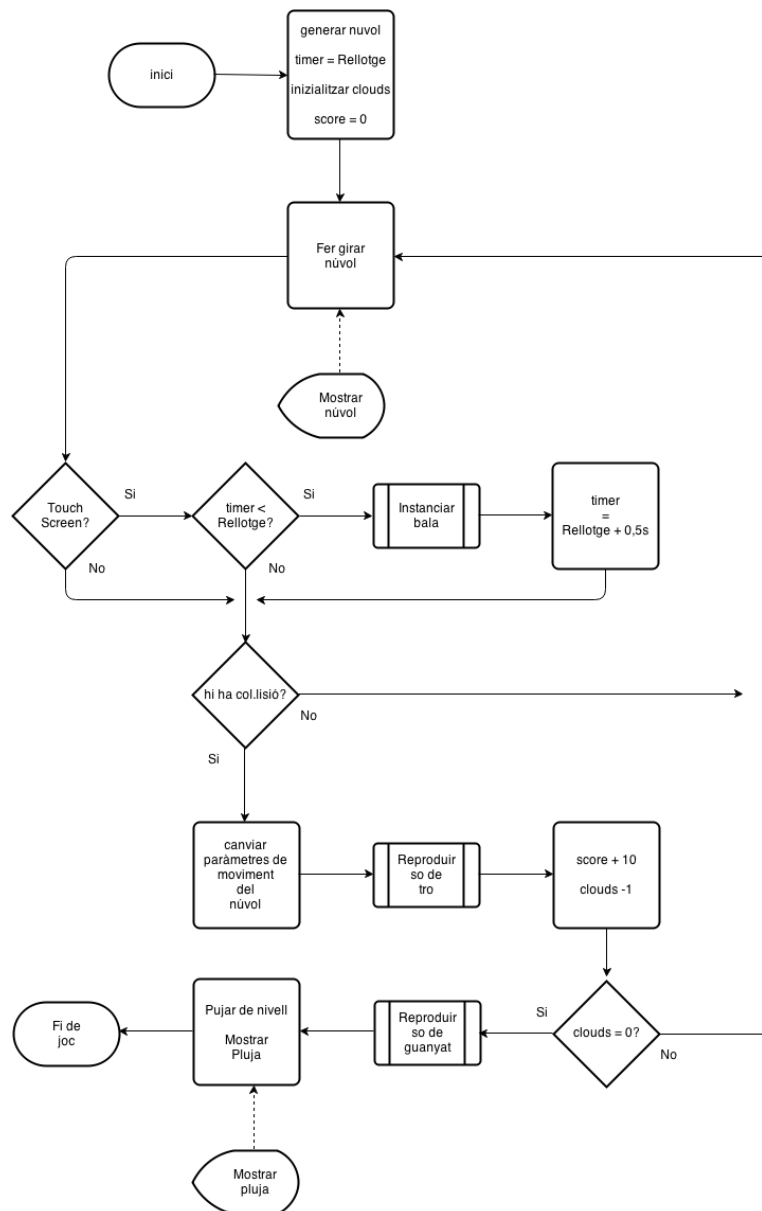 inici
generar nuvol
timer = Rellotge
inizialitzar clouds
score = 0
Fer girar
núvol
Mostrar
núvol
Touch
Screen?
Si
No
timer <
Rellotge?
Si
No
Instanciar
bala
timer
=
Rellotge + 0,5s
hi ha col.lisió?
No
Si
canviar
paràmetres de
moviment
del
núvol
Reproduir
so de
tro
score + 10
clouds -1
clouds = 0?
Si
No
Reproduir
so de
guanyat
Pujar de nivell
Mostrar
Pluja
Fi de
joc
Mostrar
pluja